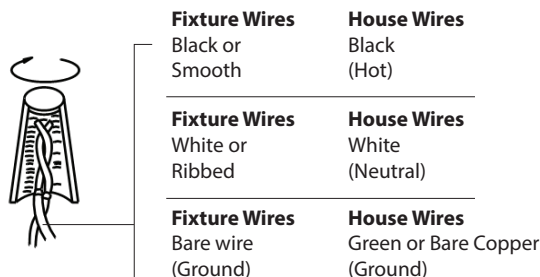 Fixture Wires House Wires
Black or Black
Smooth (Hot)
Fixture Wires House Wires
White or White
Ribbed (Neutral)
Fixture Wires House Wires
Bare wire Green or Bare Copper
(Ground) (Ground)